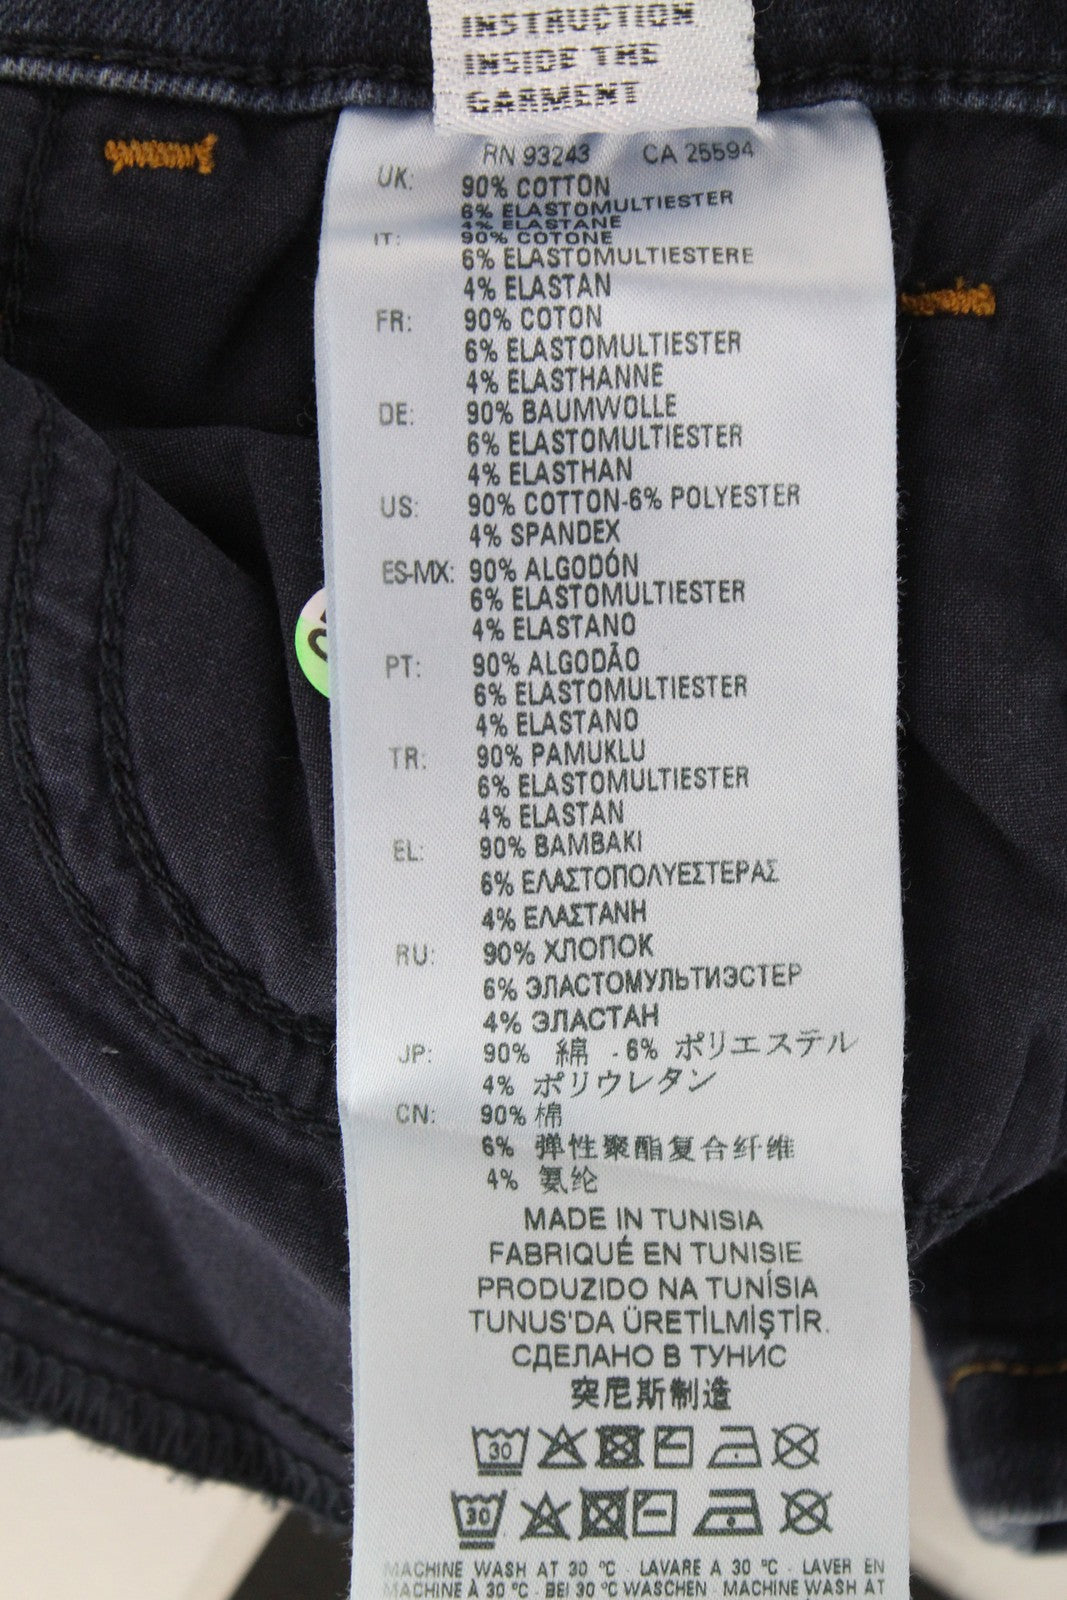 INSTRUCTION
INSIDE THE
GARMENT
RN 93243 CA 25594
UK: 90% COTTON
6% ELASTOMULTIESTER
4% ELASTANE
IT: 90% COTONE
6% ELASTOMULTIESTERE
4% ELASTAN
FR: 90% COTON
6% ELASTOMULTIESTER
4% ELASTHANNE
DE: 90% BAUMWOLLE
6% ELASTOMULTIESTER
4% ELASTHAN
US: 90% COTTON-6% POLYESTER
4% SPANDEX
ES-MX: 90% ALGODÓN
6% ELASTOMULTIESTER
4% ELASTANO
PT: 90% ALGODÃO
6% ELASTOMULTIESTER
4% ELASTANO
TR: 90% PAMUKLU
6% ELASTOMULTIESTER
4% ELASTAN
EL: 90% BAMBAKI
6% ΕΛΑΣΤΟΠΟΛΥΕΣΤΕΡΑΣ
4% ΕΛΑΣΤΑΝΗ
RU: 90% ХЛОПОК
6% ЭЛАСТОМУЛЬТИЭСТЕР
4% ЭЛАСТАН
JP: 90% 綿 - 6% ポリエステル
4% ポリウレタン
CN: 90% 棉
6% 弹性聚酯复合纤维
4% 氨纶
MADE IN TUNISIA
FABRIQUÉ EN TUNISIE
PRODUZIDO NA TUNÍSIA
TUNUS'DA ÜRETİLMİŞTİR.
СДЕЛАНО В ТУНИС
突尼斯制造
30
30
MACHINE WASH AT 30 °C - LAVARE A 30 °C - LAVER EN
MACHINE À 30 °C - BEI 30 °C WASCHEN - MACHINE WASH AT